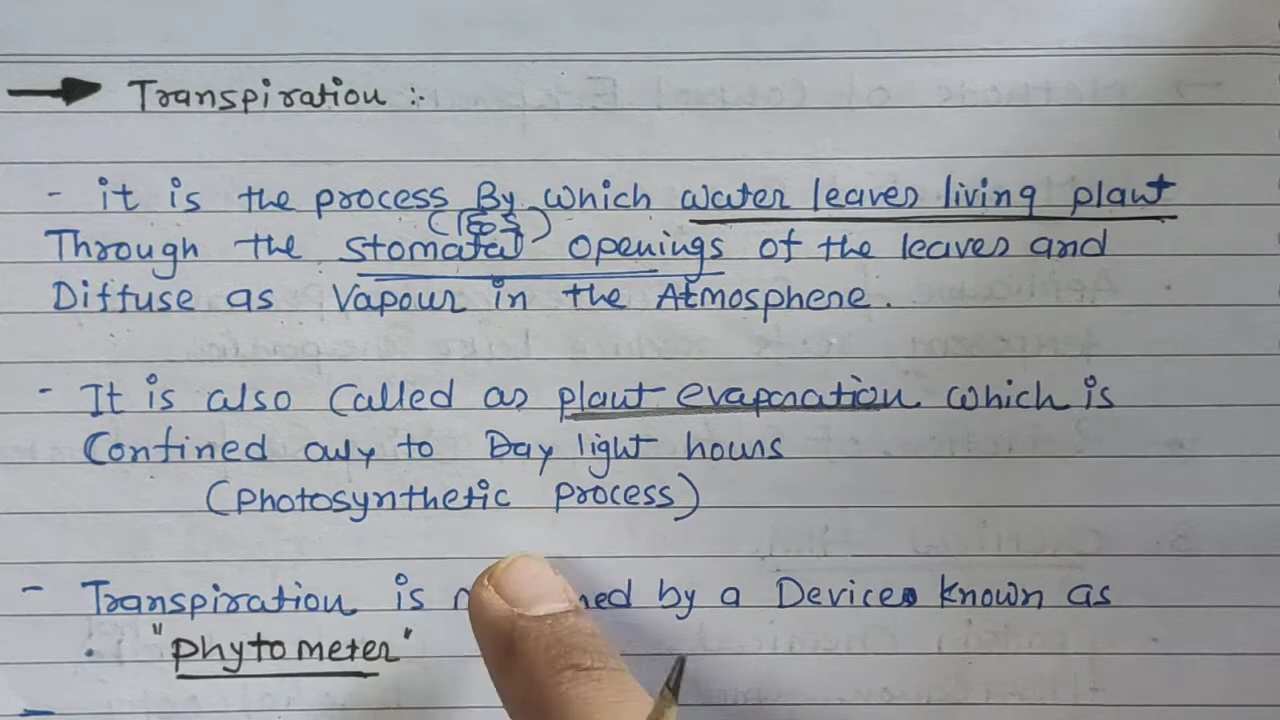 → Transpiration :-
- it is the process By which water leaves living plant
(छिद्र)
Through the stomatal openings of the leaves and
Diffuse as Vapour in the Atmosphere.
- It is also Called as plant evaporation which is
Confined only to Day light hours
(Photosynthetic process)
- Transpiration is by a Device known as
"phytometer"